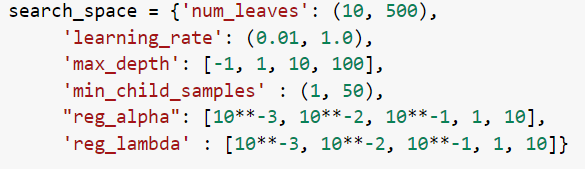 search_space = {'num_leaves': (10, 500),
'learning_rate': (0.01, 1.0),
'max_depth': [-1, 1, 10, 100],
'min_child_samples' : (1, 50),
"reg_alpha": [10**-3, 10**-2, 10**-1, 1, 10],
'reg_lambda' : [10**-3, 10**-2, 10**-1, 1, 10]}